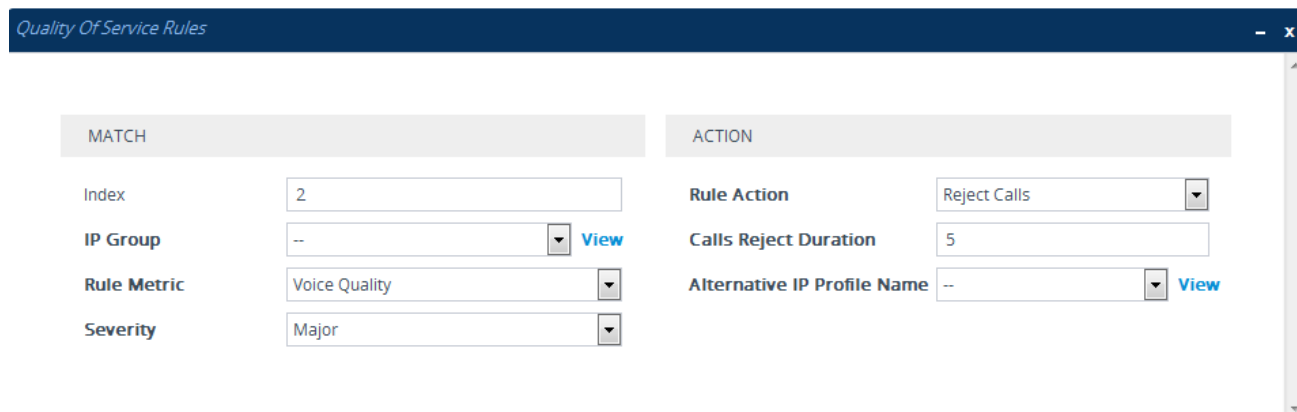 Quality Of Service Rules – x
MATCH
Index 2
IP Group -- View
Rule Metric Voice Quality
Severity Major
ACTION
Rule Action Reject Calls
Calls Reject Duration 5
Alternative IP Profile Name -- View